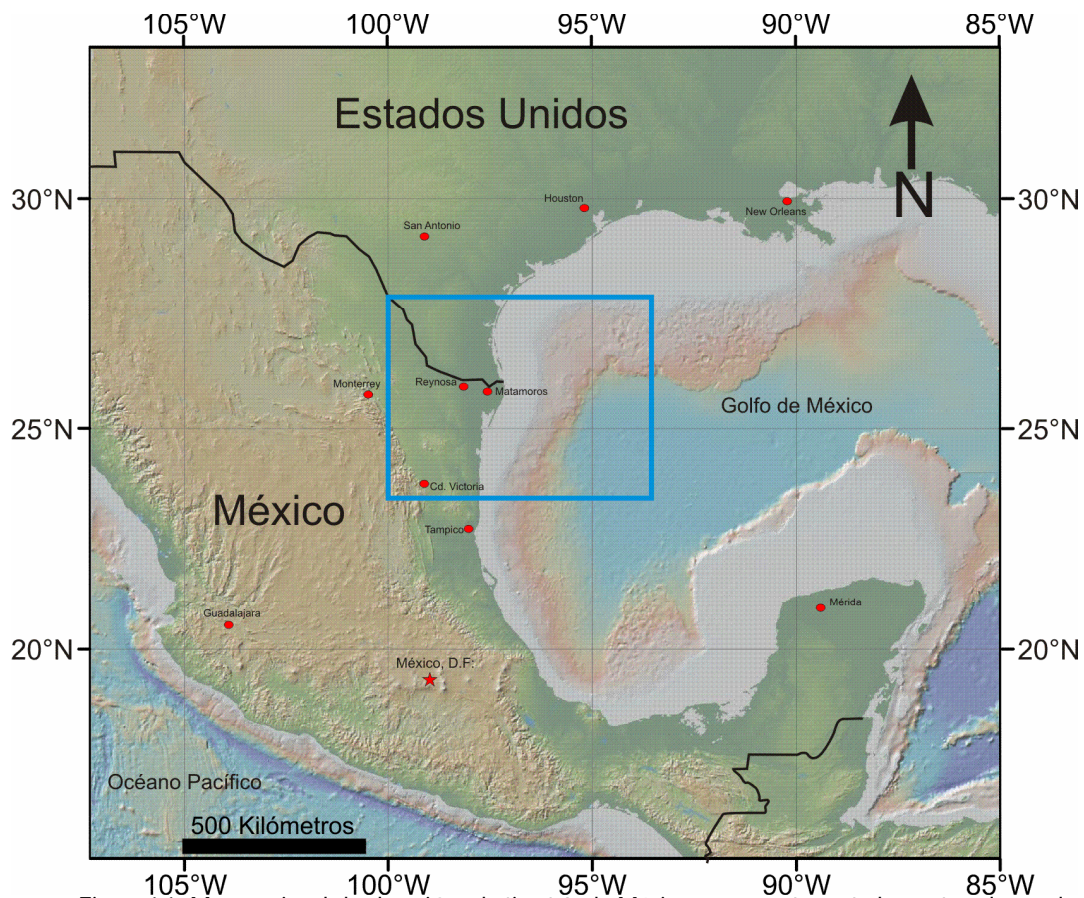 105°W 100°W 95°W 90°W 85°W
Estados Unidos
N
30°N 30°N
Houston
New Orleans
San Antonio
Monterrey
Reynosa
Matamoros
Golfo de México
25°N 25°N
Cd. Victoria
México
Tampico
Mérida
Guadalajara
20°N 20°N
México, D.F:
Océano Pacífico
500 Kilómetros
105°W 100°W 95°W 90°W 85°W